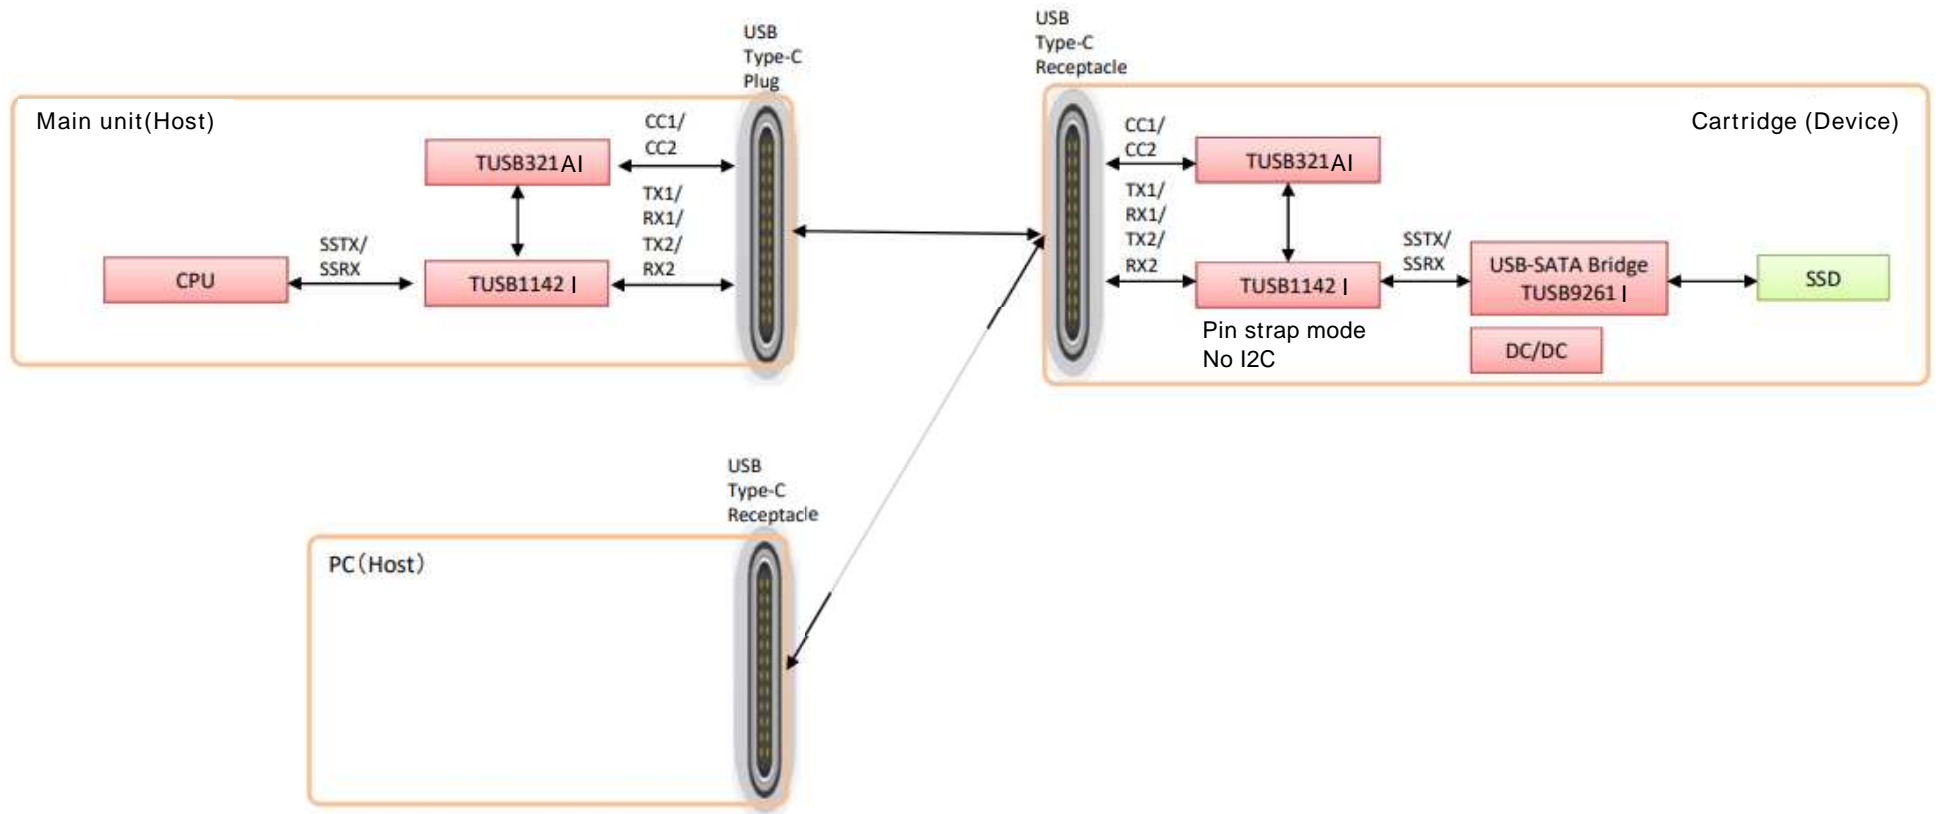 USB
Type-C
Plug
USB
Type-C
Receptacle
Main unit(Host)
CC1/
CC2
TUSB321AI
TX1/
RX1/
TX2/
RX2
SSTX/
SSRX
CPU
TUSB1142 I
Cartridge (Device)
CC1/
CC2
TUSB321AI
TX1/
RX1/
TX2/
RX2
SSTX/
SSRX
TUSB1142 I
USB-SATA Bridge
TUSB9261 I
SSD
Pin strap mode
No I2C
DC/DC
USB
Type-C
Receptacle
PC(Host)